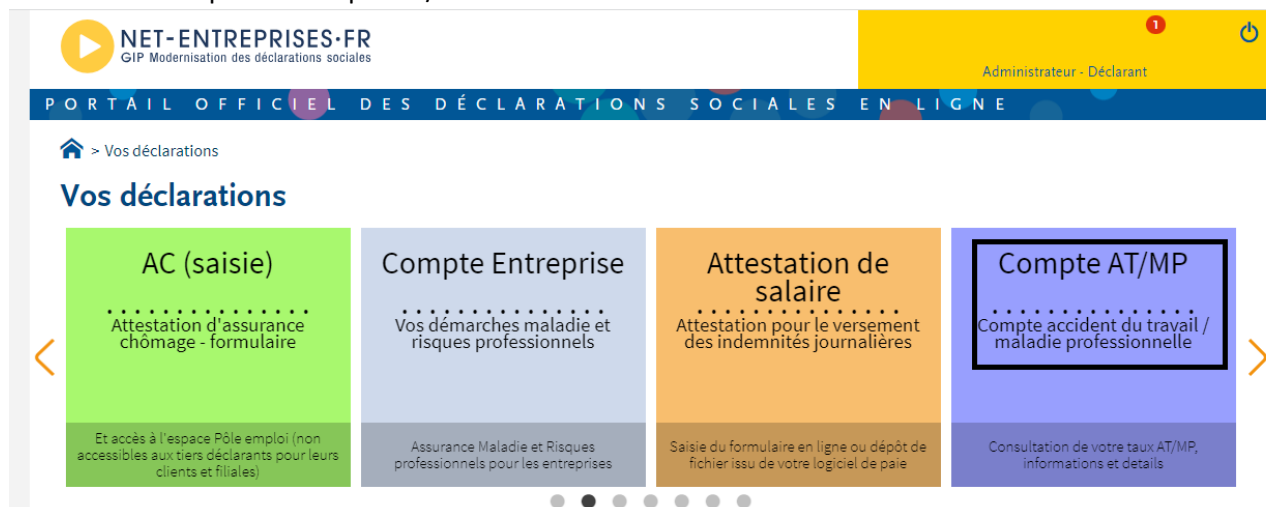 NET-ENTREPRISES·FR
GIP Modernisation des déclarations sociales
1
Administrateur - Déclarant
PORTAIL OFFICIEL DES DÉCLARATIONS SOCIALES EN LIGNE
> Vos déclarations
Vos déclarations
AC (saisie)
Attestation d'assurance
chômage - formulaire
Et accès à l'espace Pôle emploi (non
accessibles aux tiers déclarants pour leurs
clients et filiales)
Compte Entreprise
Vos démarches maladie et
risques professionnels
Assurance Maladie et Risques
professionnels pour les entreprises
Attestation de
salaire
Attestation pour le versement
des indemnités journalières
Saisie du formulaire en ligne ou dépôt de
fichier issu de votre logiciel de paie
Compte AT/MP
Compte accident du travail /
maladie professionnelle
Consultation de votre taux AT/MP,
informations et details